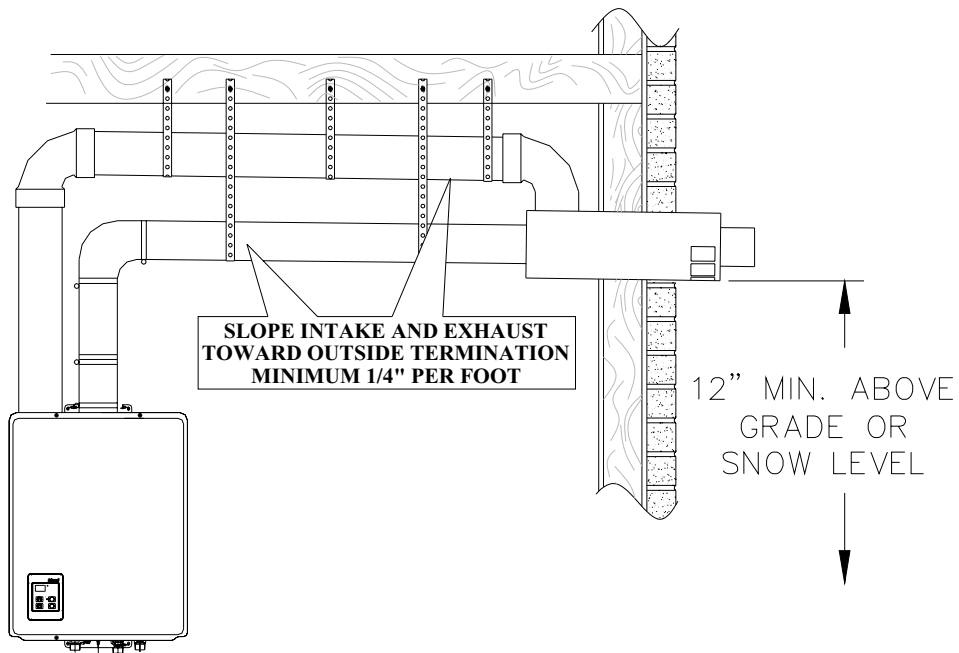 SLOPE INTAKE AND EXHAUST
TOWARD OUTSIDE TERMINATION
MINIMUM 1/4" PER FOOT
12” MIN. ABOVE
GRADE OR
SNOW LEVEL